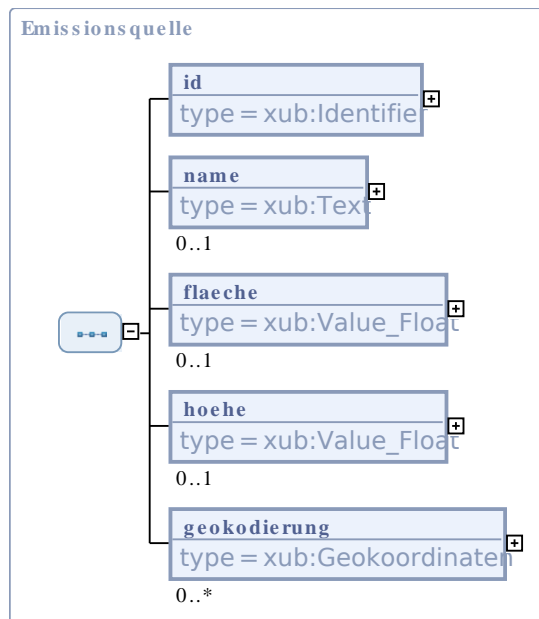 Emissionsquelle
id
type = xub:Identifier
name
type = xub:Text
0..1
flaeche
type = xub:Value_Float
0..1
hoehe
type = xub:Value_Float
0..1
geokodierung
type = xub:Geokoordinaten
0..*